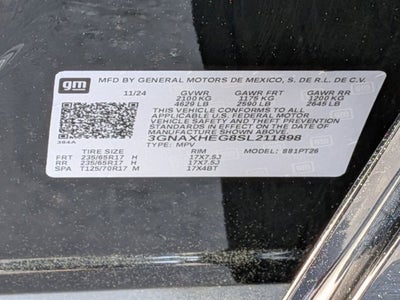 gm
MFD BY GENERAL MOTORS DE MEXICO, S. DE R.L. DE C.V.
11/24 GVWR GAWR FRT GAWR RR
2100 KG 1175 KG 1200 KG
4629 LB 2590 LB 2645 LB
THIS VEHICLE CONFORMS TO ALL
APPLICABLE U.S. FEDERAL MOTOR
VEHICLE SAFETY AND THEFT PREVENTION
STANDARDS IN EFFECT ON THE DATE OF
MANUFACTURE SHOWN ABOVE.
384A
3GNAXHEG8SL211898
TYPE: MPV
TIRE SIZE RIM MODEL: S81PT26
FRT 235/65R17 H 17X7.5J
RR 235/65R17 H 17X7.5J
SPA T125/70R17 M 17X4BT